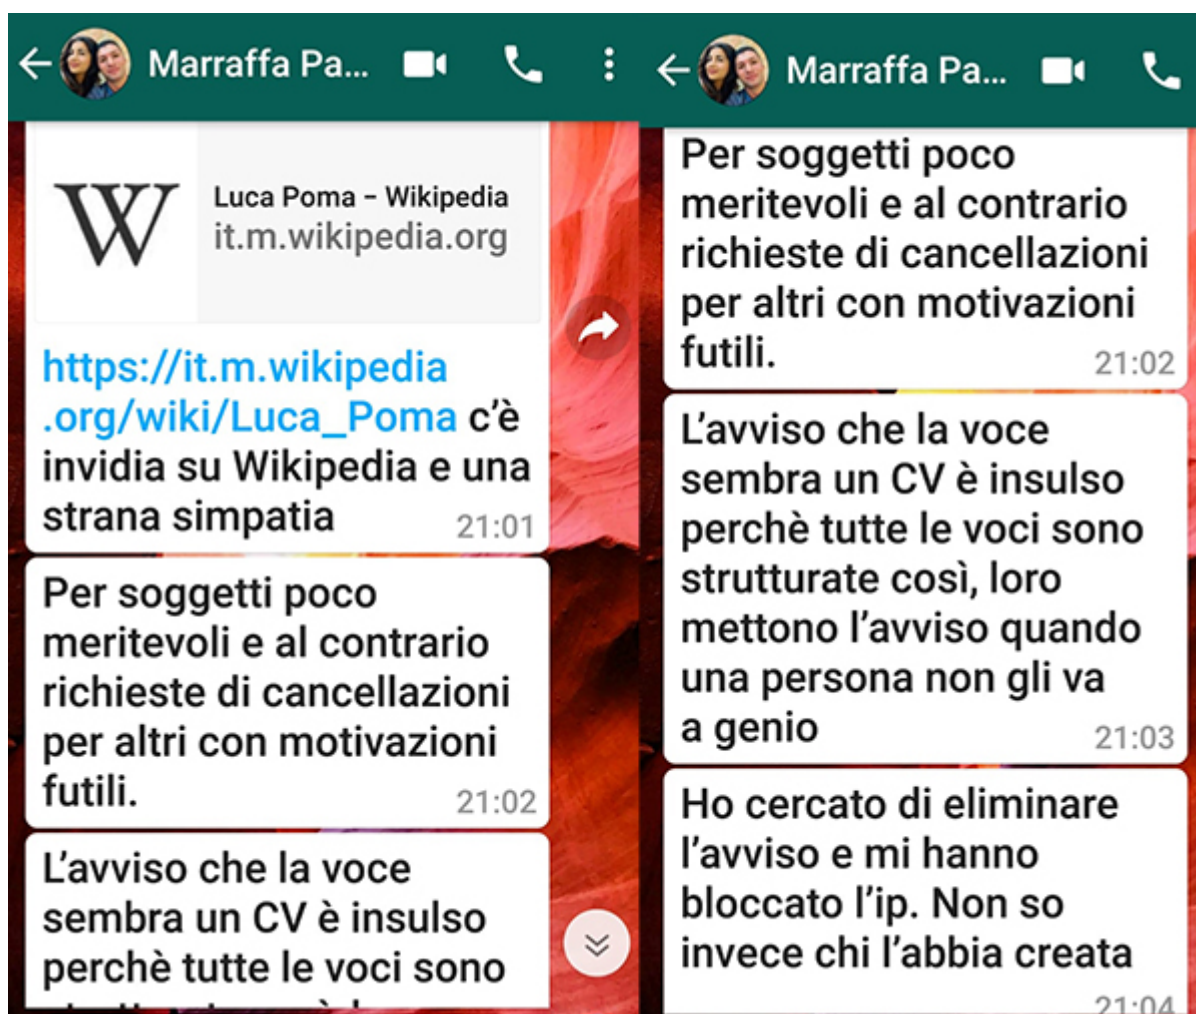 Marraffa Pa...
W
Luca Poma – Wikipedia
it.m.wikipedia.org
https://it.m.wikipedia
.org/wiki/Luca_Poma c'è
invidia su Wikipedia e una
strana simpatia
21:01
Per soggetti poco
meritevoli e al contrario
richieste di cancellazioni
per altri con motivazioni
futili.
21:02
L'avviso che la voce
sembra un CV è insulso
perchè tutte le voci sono
Marraffa Pa...
Per soggetti poco
meritevoli e al contrario
richieste di cancellazioni
per altri con motivazioni
futili.
21:02
L'avviso che la voce
sembra un CV è insulso
perchè tutte le voci sono
strutturate così, loro
mettono l'avviso quando
una persona non gli va
a genio
21:03
Ho cercato di eliminare
l'avviso e mi hanno
bloccato l'ip. Non so
invece chi l'abbia creata
21:04